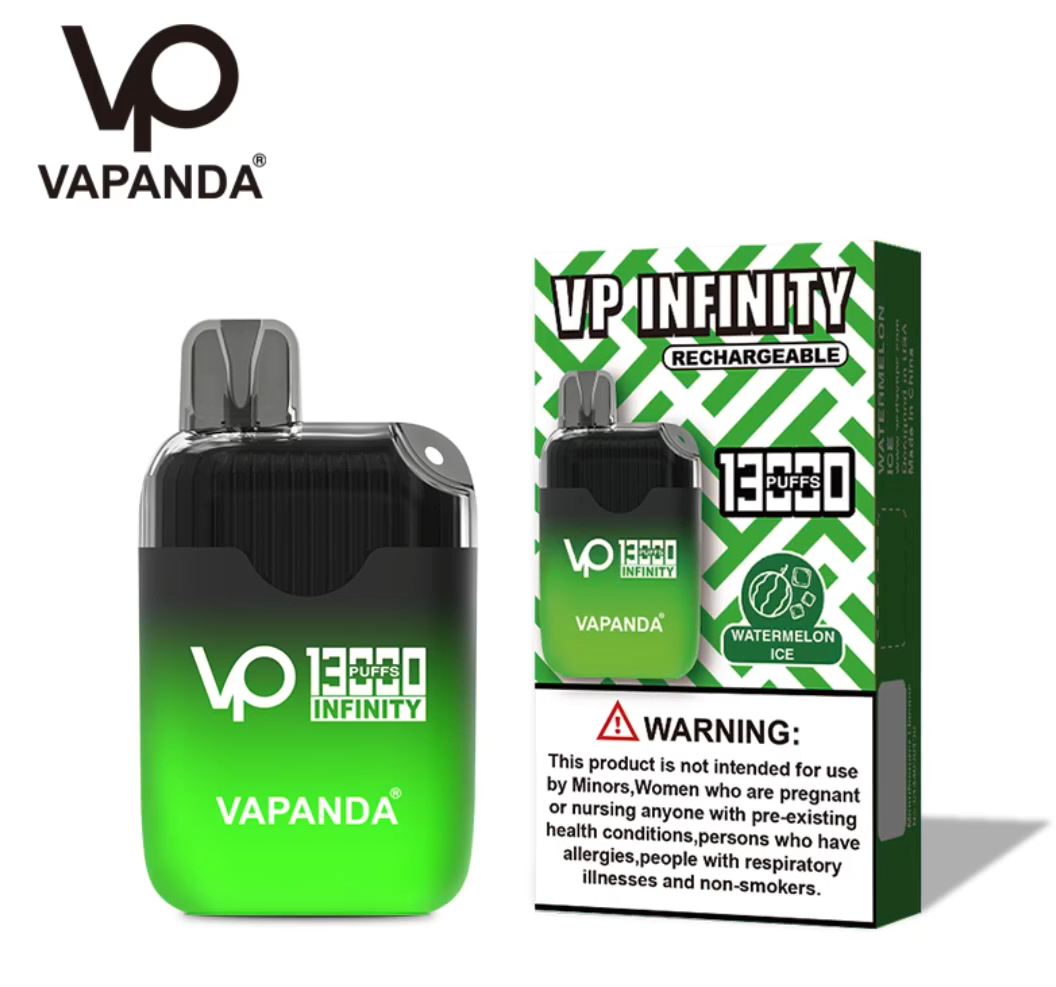 VP
VAPANDA®
VP INFINITY
RECHARGEABLE
13000
PUFFS
VP 13000
PUFFS
INFINITY
VAPANDA®
WATERMELON
ICE
VP 13000
PUFFS
INFINITY
VAPANDA®
⚠ WARNING:
This product is not intended for use
by Minors,Women who are pregnant
or nursing anyone with pre-existing
health conditions,persons who have
allergies,people with respiratory
illnesses and non-smokers.
WATERMELON
ICE
Made in China